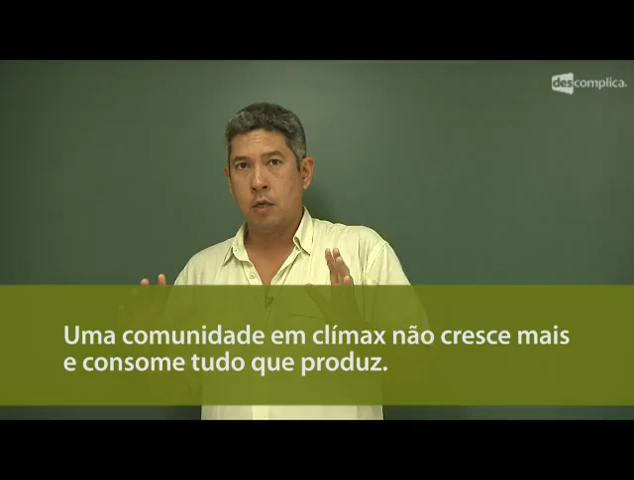 descomplica.
Uma comunidade em clímax não cresce mais
e consome tudo que produz.